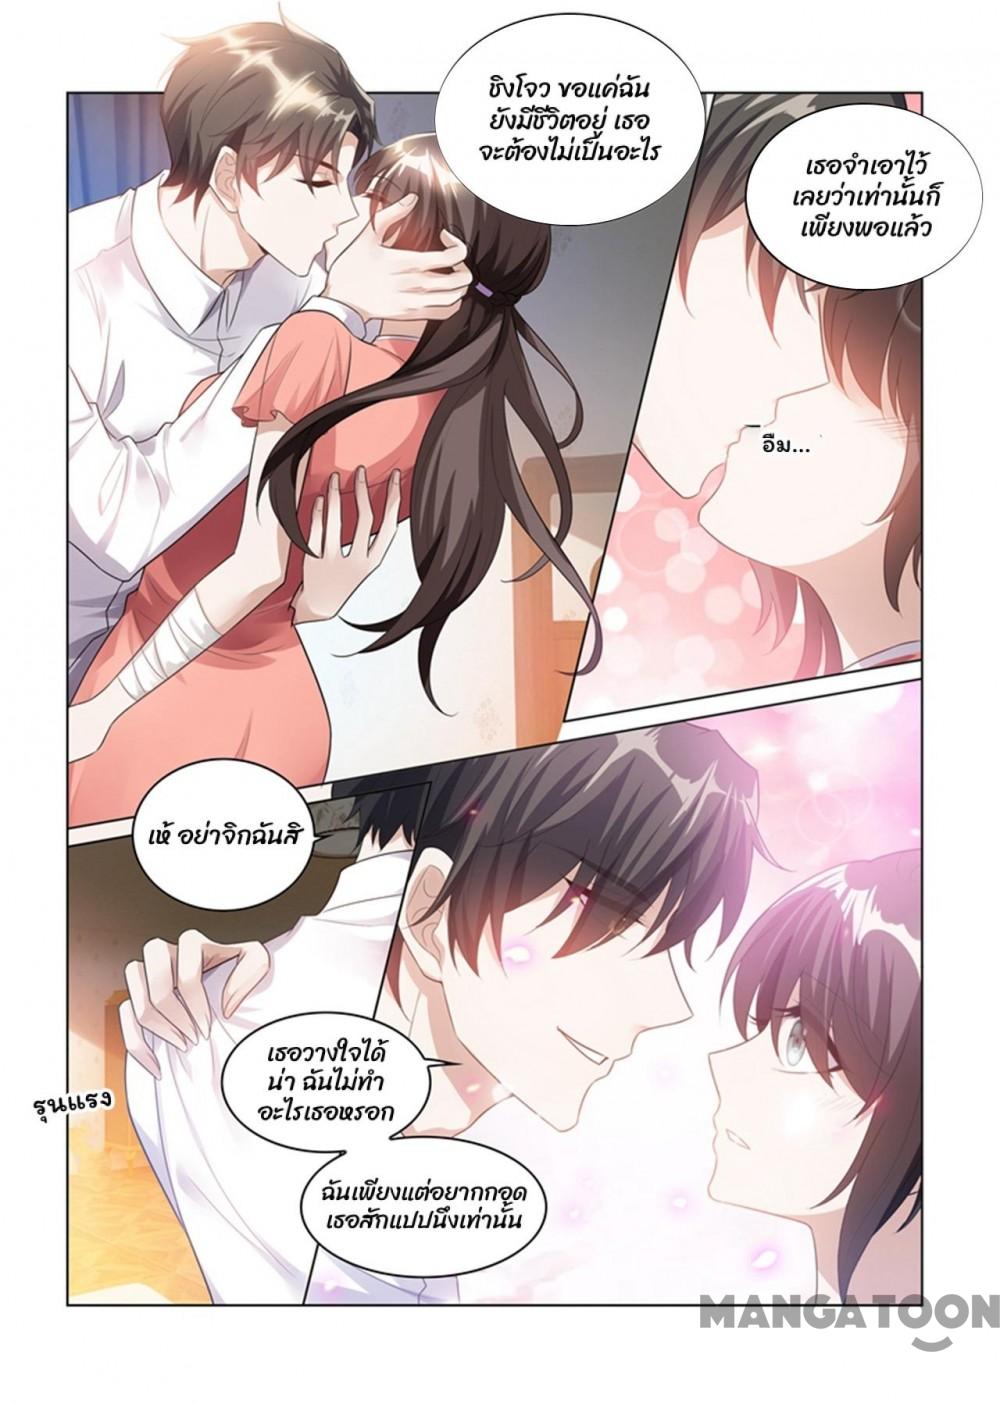 ชิงโจว ขอแค่ฉัน
ยังมีชีวิตอยู่ เธอ
จะต้องไม่เป็นอะไร
เธอจำเอาไว้
เลยว่าเท่านั้นก็
เพียงพอแล้ว
อืม...
เห้ อย่าจิกฉันสิ
รุนแรง
เธอวางใจได้
น่า ฉันไม่ทำ
อะไรเธอหรอก
ฉันเพียงแต่อยากกอด
เธอสักแปปนึงเท่านั้น
MANGATOON